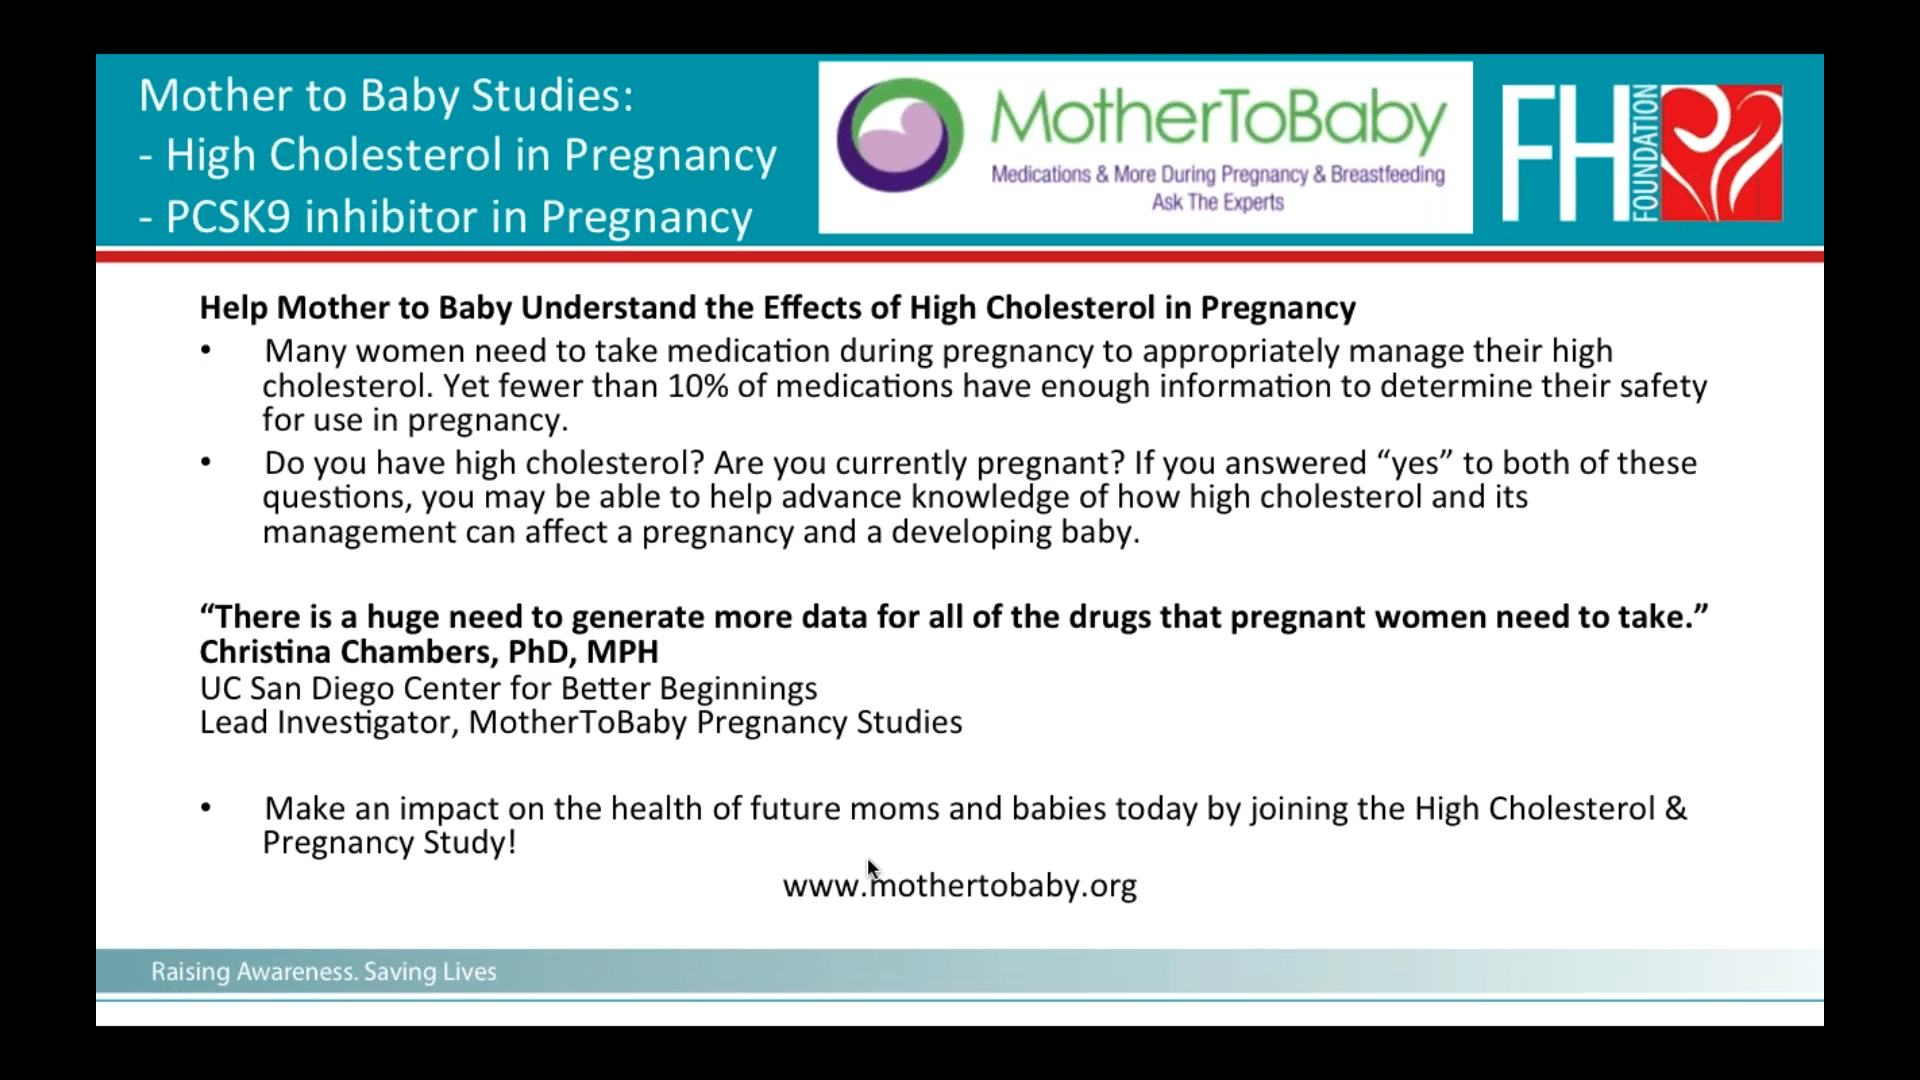 Mother to Baby Studies:
- High Cholesterol in Pregnancy
- PCSK9 inhibitor in Pregnancy
MotherToBaby
Medications & More During Pregnancy & Breastfeeding
Ask The Experts
FH
FOUNDATION
Help Mother to Baby Understand the Effects of High Cholesterol in Pregnancy
• Many women need to take medication during pregnancy to appropriately manage their high
cholesterol. Yet fewer than 10% of medications have enough information to determine their safety
for use in pregnancy.
• Do you have high cholesterol? Are you currently pregnant? If you answered “yes” to both of these
questions, you may be able to help advance knowledge of how high cholesterol and its
management can affect a pregnancy and a developing baby.
“There is a huge need to generate more data for all of the drugs that pregnant women need to take.”
Christina Chambers, PhD, MPH
UC San Diego Center for Better Beginnings
Lead Investigator, MotherToBaby Pregnancy Studies
• Make an impact on the health of future moms and babies today by joining the High Cholesterol &
Pregnancy Study!
www.mothertobaby.org
Raising Awareness. Saving Lives